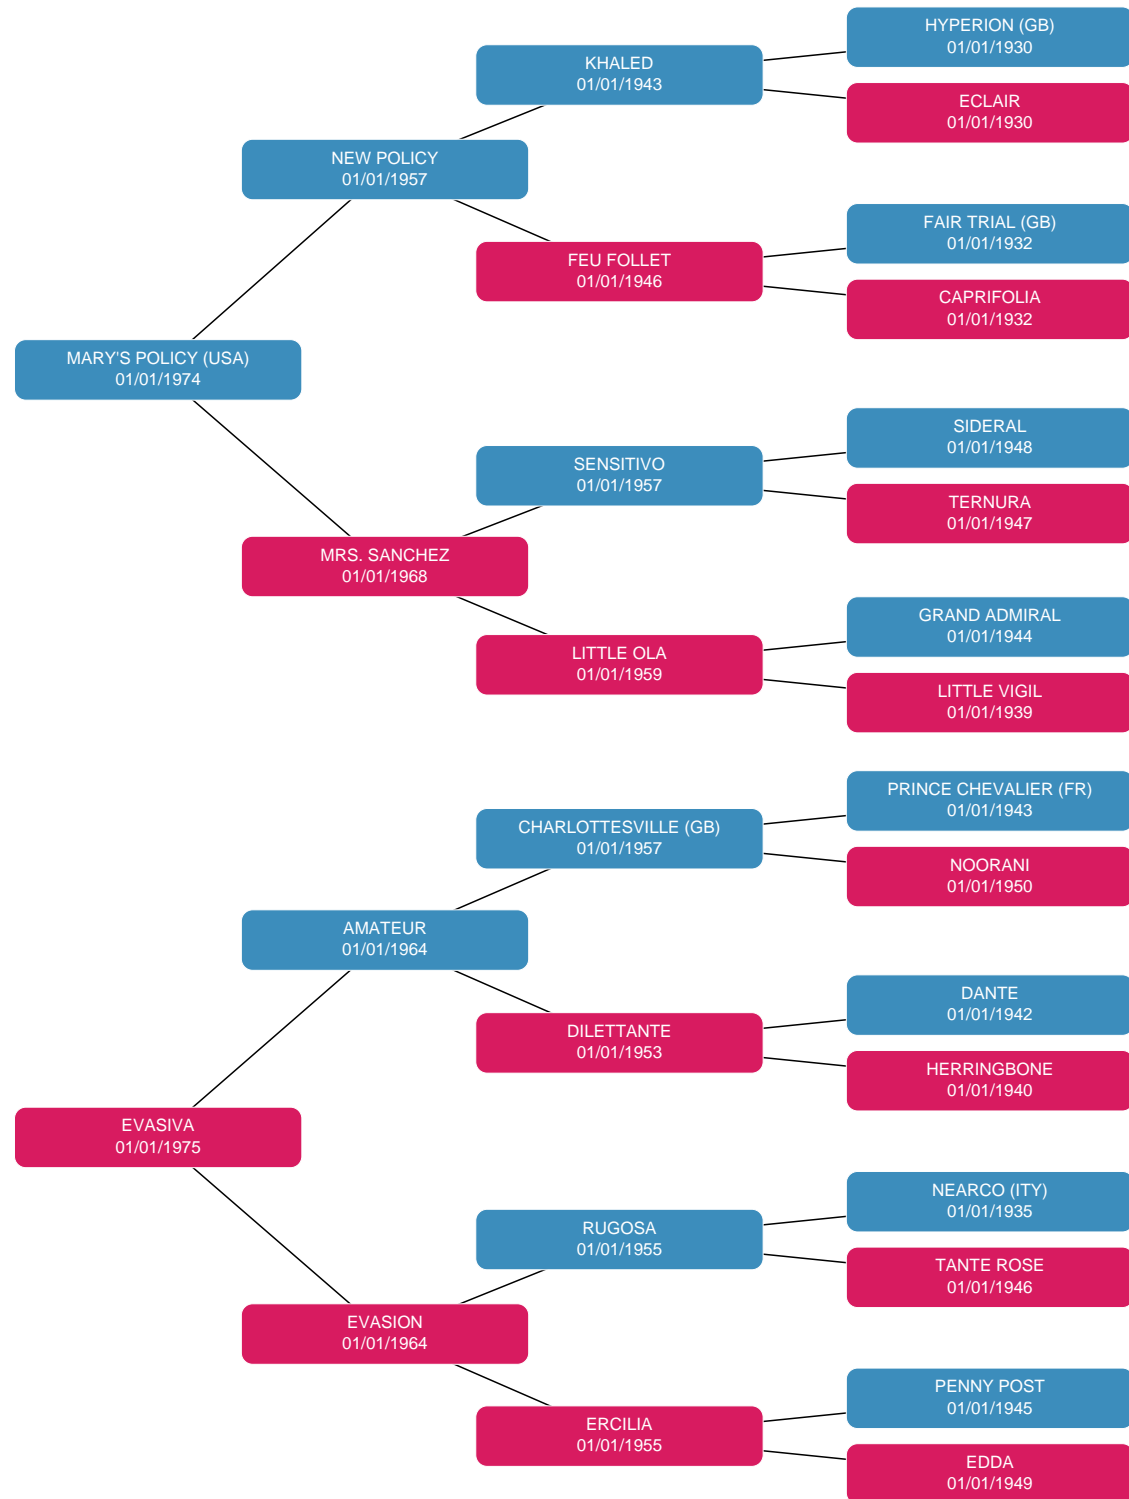 HYPERION (GB)
01/01/1930
KHALED
01/01/1943
ECLAIR
01/01/1930
NEW POLICY
01/01/1957
FAIR TRIAL (GB)
01/01/1932
FEU FOLLET
01/01/1946
CAPRIFOLIA
01/01/1932
MARY'S POLICY (USA)
01/01/1974
SIDERAL
01/01/1948
SENSITIVO
01/01/1957
TERNURA
01/01/1947
MRS. SANCHEZ
01/01/1968
GRAND ADMIRAL
01/01/1944
LITTLE OLA
01/01/1959
LITTLE VIGIL
01/01/1939
PRINCE CHEVALIER (FR)
01/01/1943
CHARLOTTESVILLE (GB)
01/01/1957
NOORANI
01/01/1950
AMATEUR
01/01/1964
DANTE
01/01/1942
DILETTANTE
01/01/1953
HERRINGBONE
01/01/1940
EVASIVA
01/01/1975
NEARCO (ITY)
01/01/1935
RUGOSA
01/01/1955
TANTE ROSE
01/01/1946
EVASION
01/01/1964
PENNY POST
01/01/1945
ERCILIA
01/01/1955
EDDA
01/01/1949